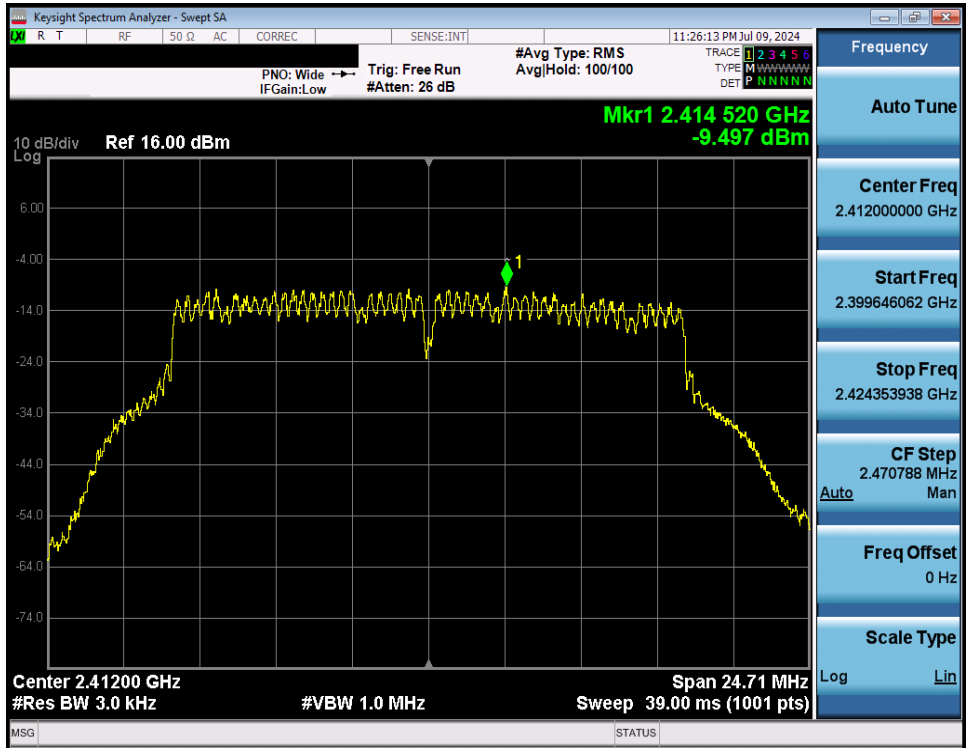 Keysight Spectrum Analyzer - Swept SA
LXI R T RF 50 Ω AC CORREC SENSE:INT 11:26:13 PM Jul 09, 2024
PNO: Wide
IFGain:Low
Trig: Free Run
#Atten: 26 dB
#Avg Type: RMS
Avg|Hold: 100/100
TRACE 1 2 3 4 5 6
TYPE M WWWWW
DET P N N N N N
Mkr1 2.414 520 GHz
-9.497 dBm
10 dB/div Ref 16.00 dBm
Log
6.00
-4.00
1
-14.0
-24.0
-34.0
-44.0
-54.0
-64.0
-74.0
Center 2.41200 GHz Span 24.71 MHz
#Res BW 3.0 kHz #VBW 1.0 MHz Sweep 39.00 ms (1001 pts)
MSG STATUS
Frequency
Auto Tune
Center Freq
2.412000000 GHz
Start Freq
2.399646062 GHz
Stop Freq
2.424353938 GHz
CF Step
2.470788 MHz
Auto Man
Freq Offset
0 Hz
Scale Type
Log Lin